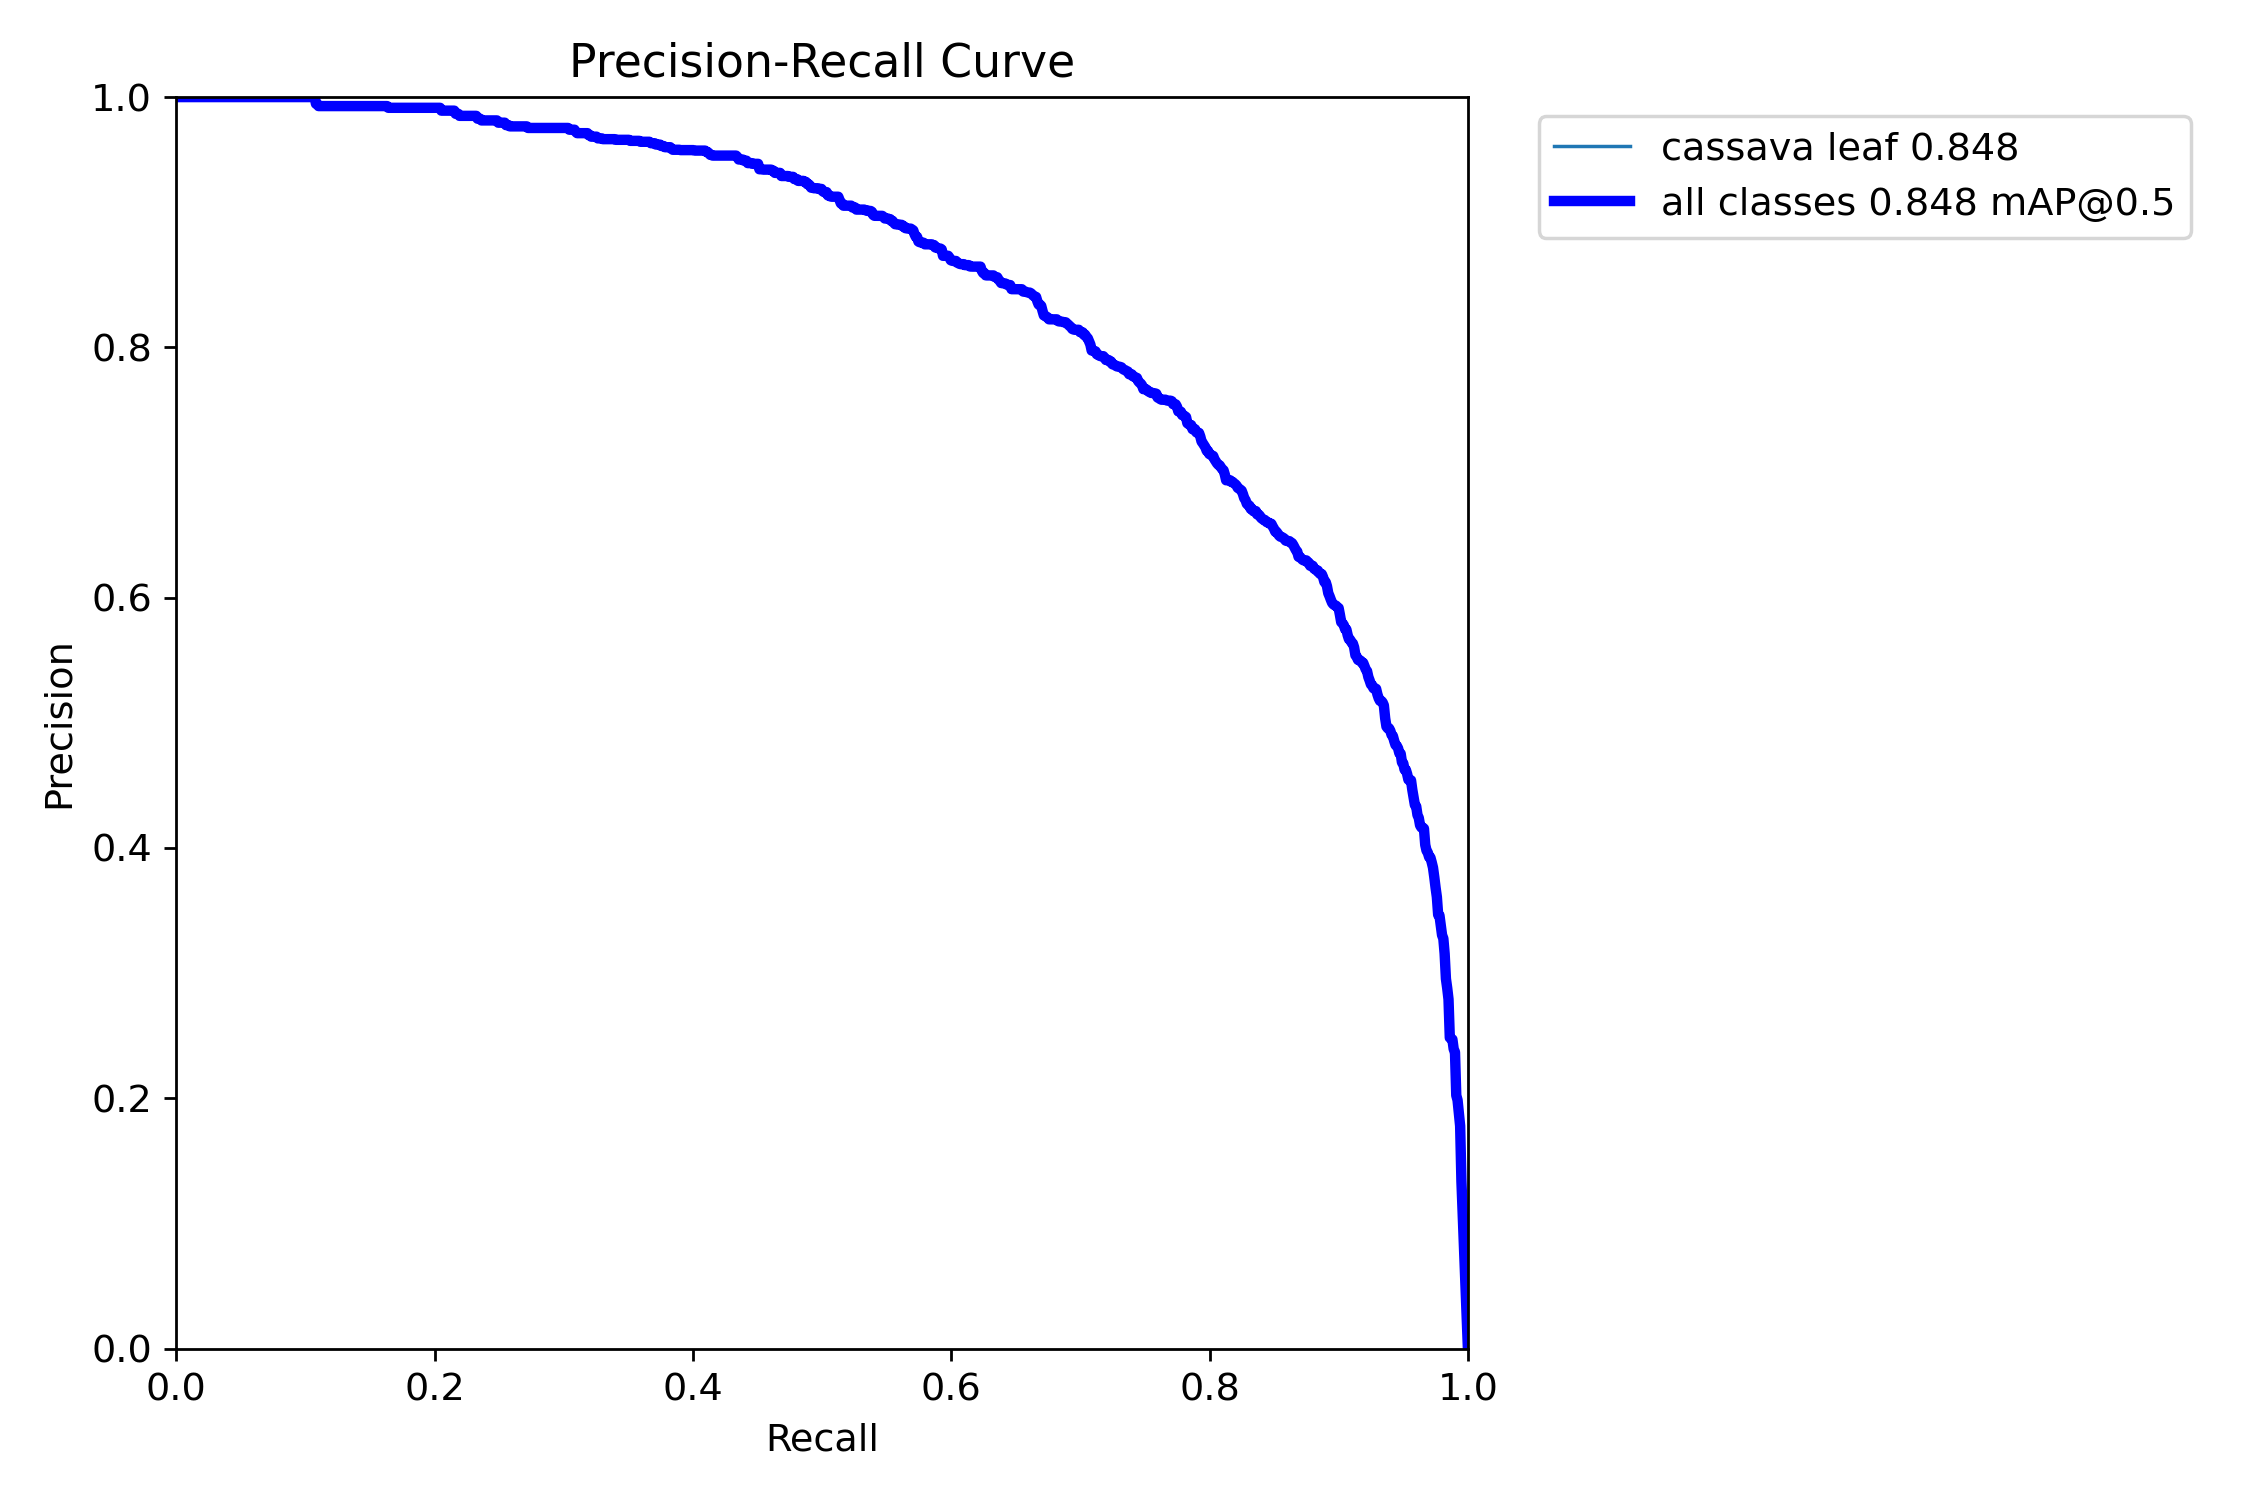 Precision-Recall Curve
1.0
0.8
0.6
0.4
0.2
0.0
Precision
0.0 0.2 0.4 0.6 0.8 1.0
Recall
cassava leaf 0.848
all classes 0.848 mAP@0.5